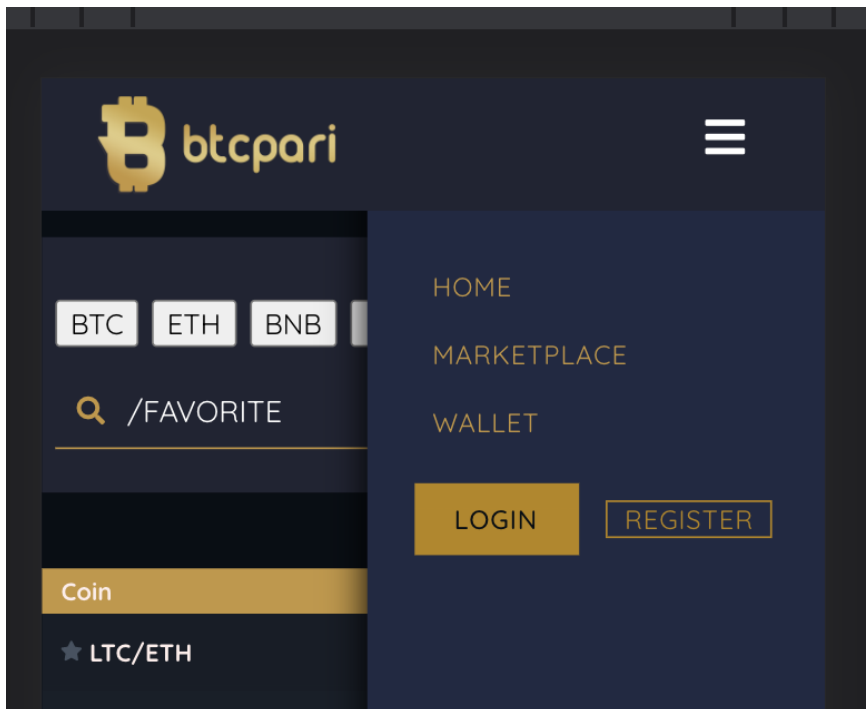 btcpari
BTC ETH BNB
/FAVORITE
Coin
LTC/ETH
HOME
MARKETPLACE
WALLET
LOGIN REGISTER